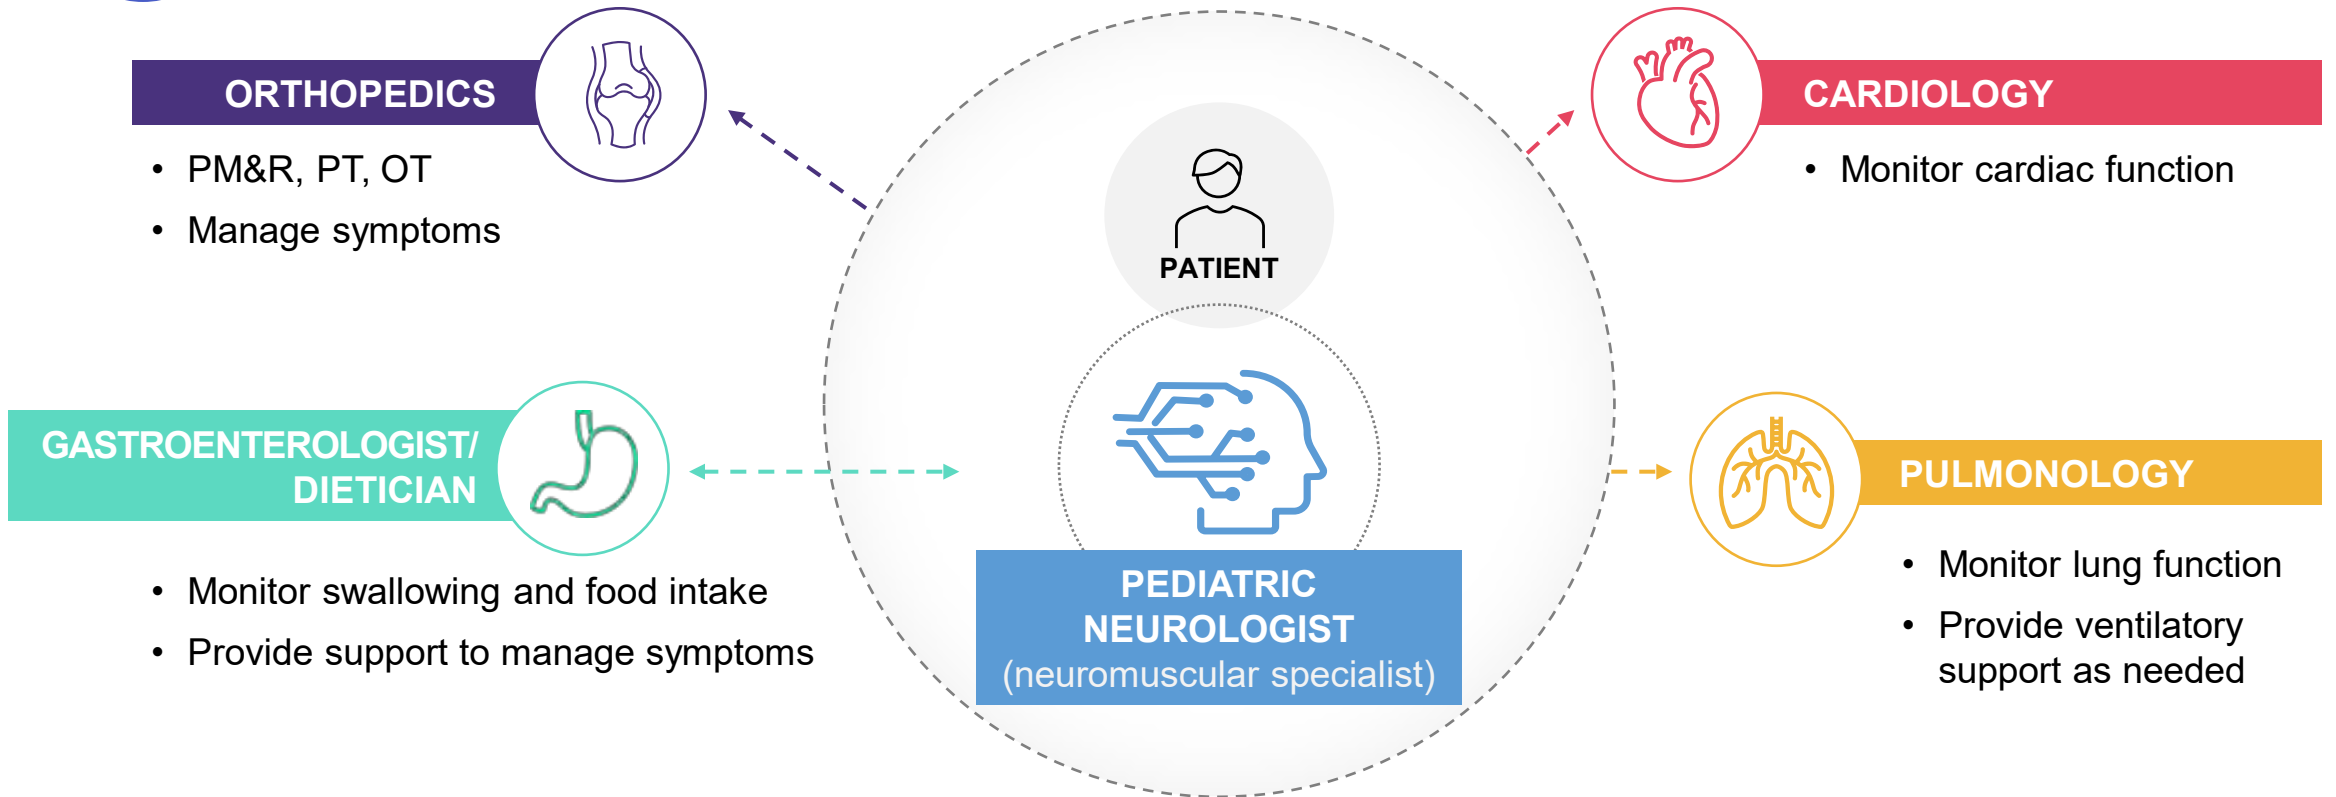 ORTHOPEDICS
• PM&R, PT, OT
• Manage symptoms
GASTROENTEROLOGIST/
DIETICIAN
• Monitor swallowing and food intake
• Provide support to manage symptoms
PATIENT
PEDIATRIC
NEUROLOGIST
(neuromuscular specialist)
CARDIOLOGY
• Monitor cardiac function
PULMONOLOGY
• Monitor lung function
• Provide ventilatory
support as needed